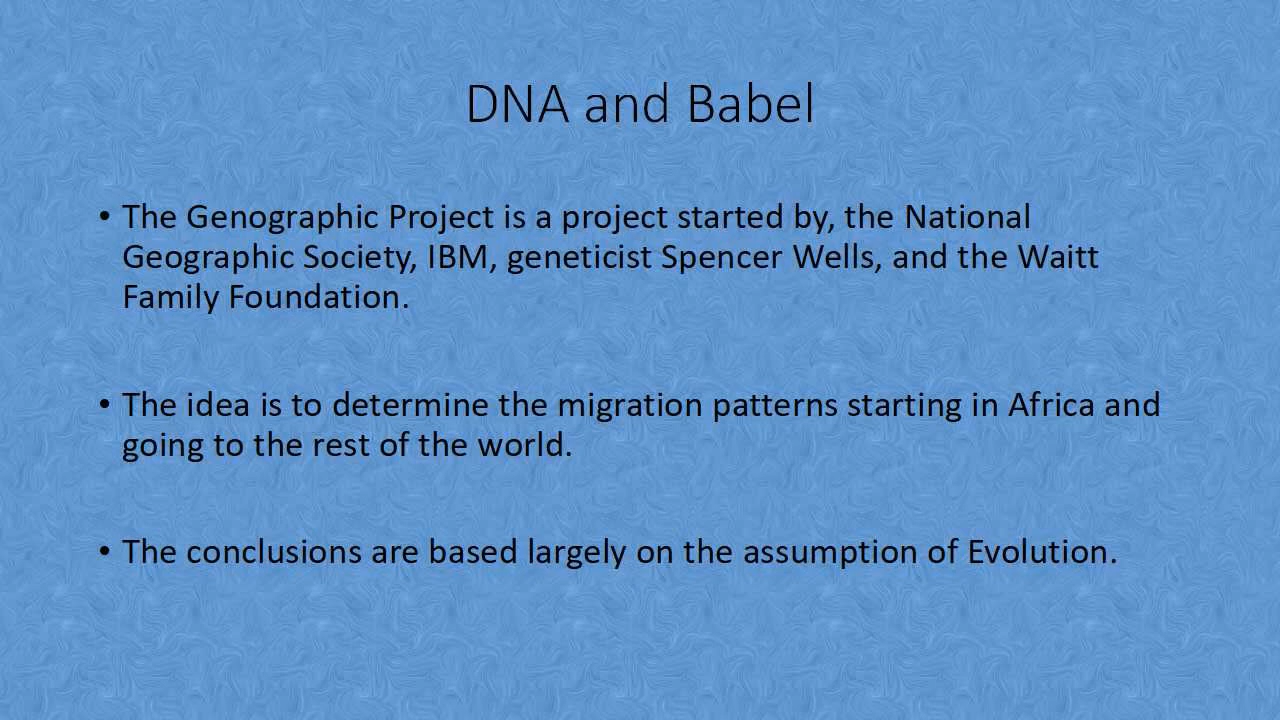 DNA and Babel
• The Genographic Project is a project started by, the National
Geographic Society, IBM, geneticist Spencer Wells, and the Waitt
Family Foundation.
• The idea is to determine the migration patterns starting in Africa and
going to the rest of the world.
• The conclusions are based largely on the assumption of Evolution.